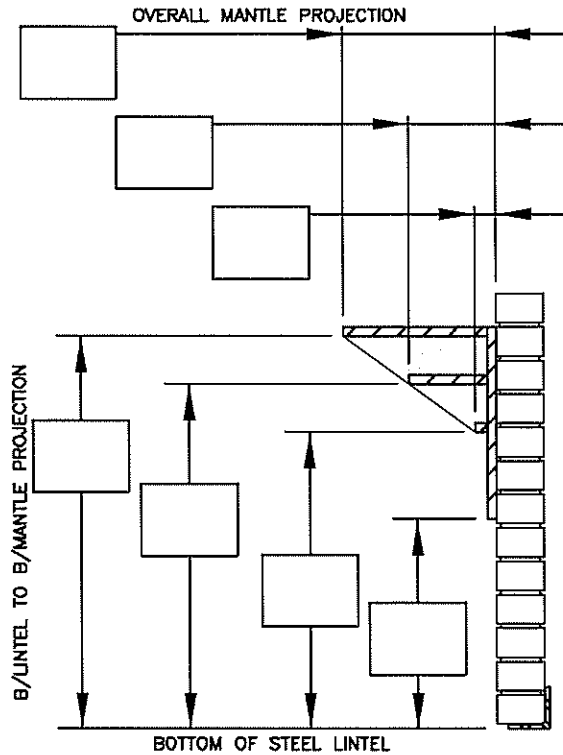 OVERALL MANTLE PROJECTION
B/LINTEL TO B/MANTLE PROJECTION
BOTTOM OF STEEL LINTEL